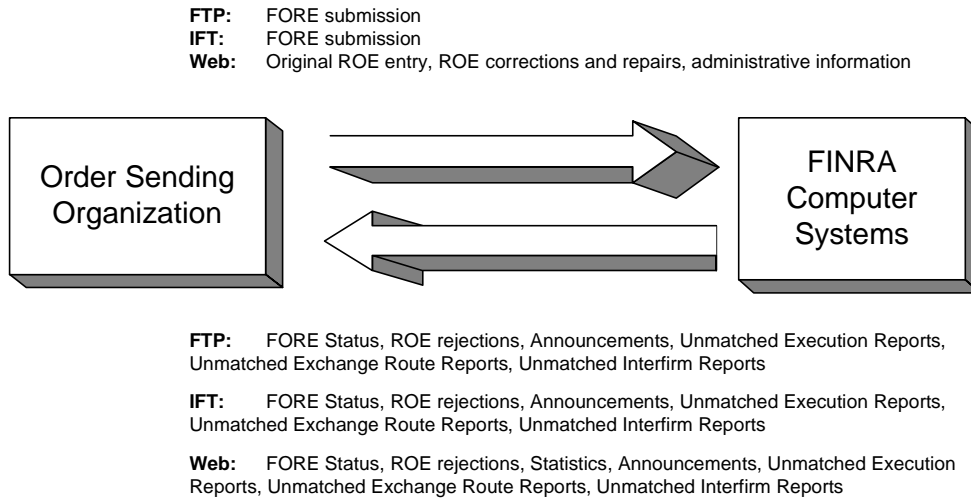 FTP: FORE submission
IFT: FORE submission
Web: Original ROE entry, ROE corrections and repairs, administrative information
Order Sending
Organization
FINRA
Computer
Systems
FTP: FORE Status, ROE rejections, Announcements, Unmatched Execution Reports,
Unmatched Exchange Route Reports, Unmatched Interfirm Reports
IFT: FORE Status, ROE rejections, Announcements, Unmatched Execution Reports,
Unmatched Exchange Route Reports, Unmatched Interfirm Reports
Web: FORE Status, ROE rejections, Statistics, Announcements, Unmatched Execution
Reports, Unmatched Exchange Route Reports, Unmatched Interfirm Reports